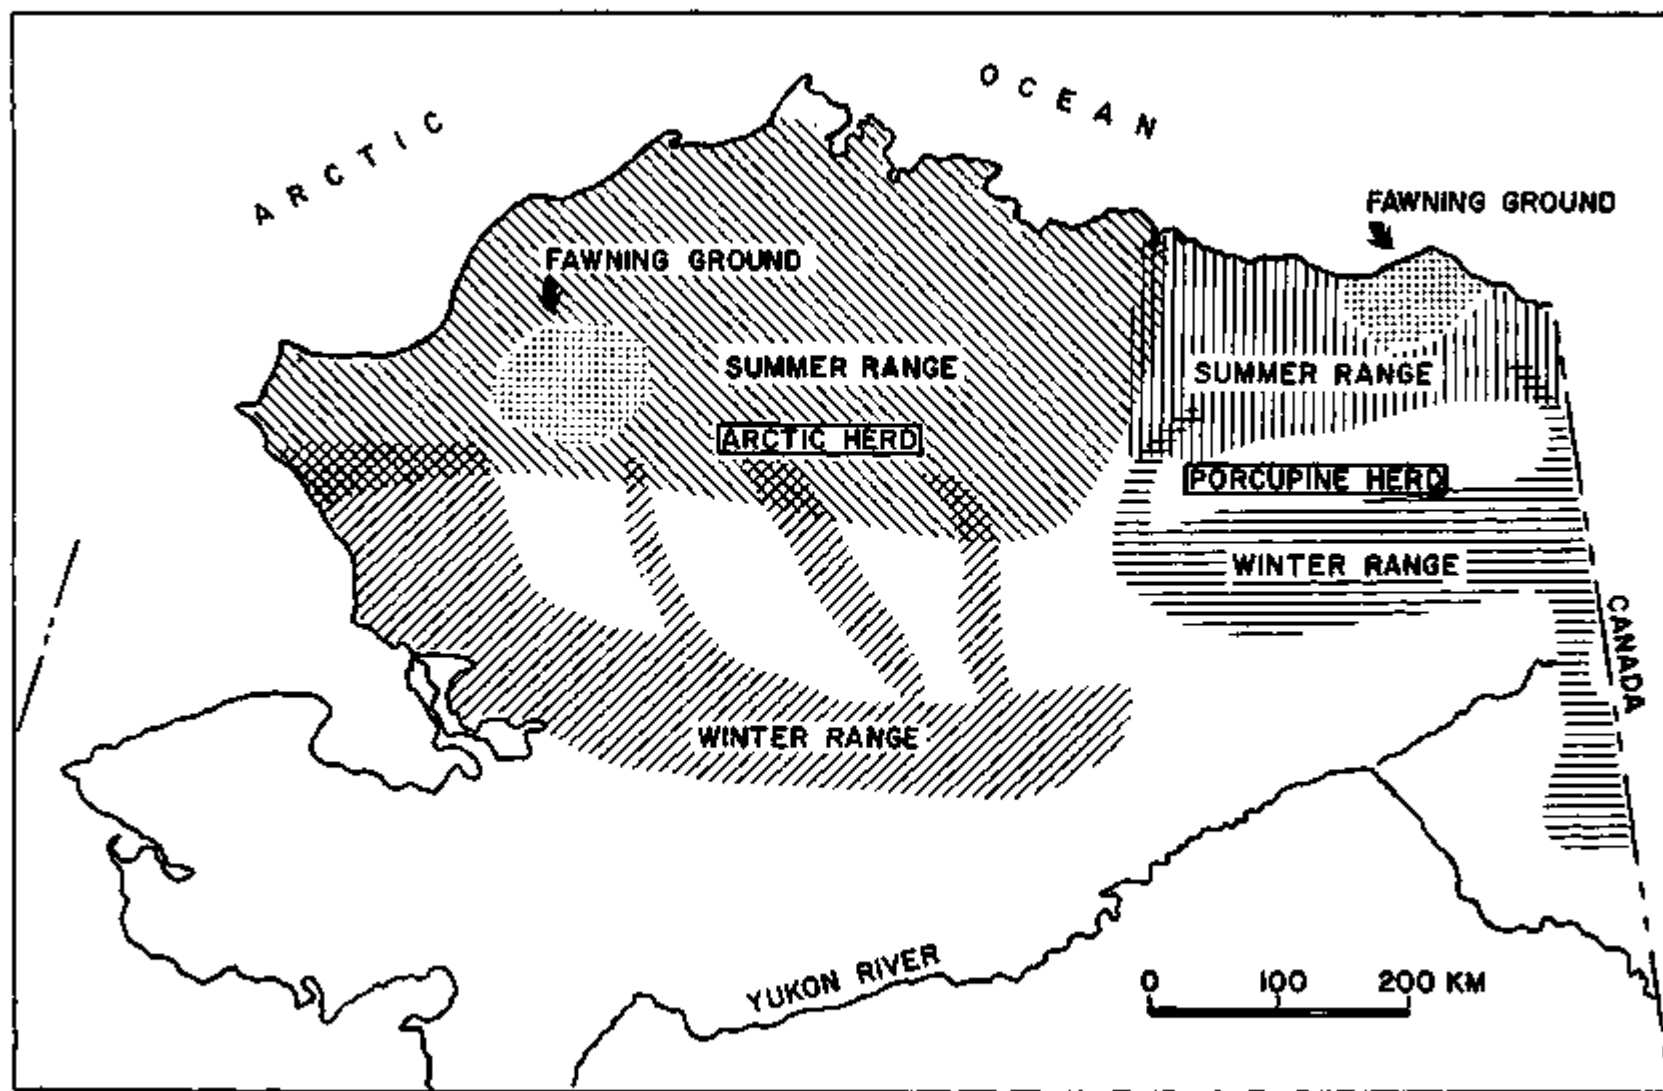 ARCTIC OCEAN
FAWNING GROUND
FAWNING GROUND
SUMMER RANGE
SUMMER RANGE
ARCTIC HERD
PORCUPINE HERD
WINTER RANGE
CANADA
WINTER RANGE
YUKON RIVER
0 100 200 KM